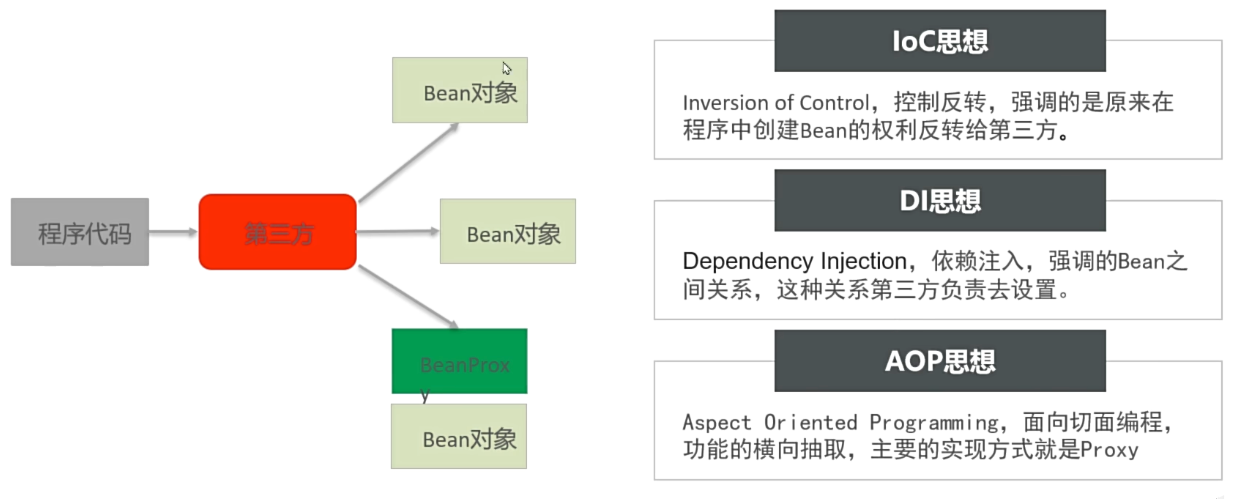 Bean对象
程序代码
第三方
Bean对象
BeanProx
y
Bean对象
IoC思想
Inversion of Control，控制反转，强调的是原来在
程序中创建Bean的权利反转给第三方。
DI思想
Dependency Injection，依赖注入，强调的Bean之
间关系，这种关系第三方负责去设置。
AOP思想
Aspect Oriented Programming，面向切面编程，
功能的横向抽取，主要的实现方式就是Proxy